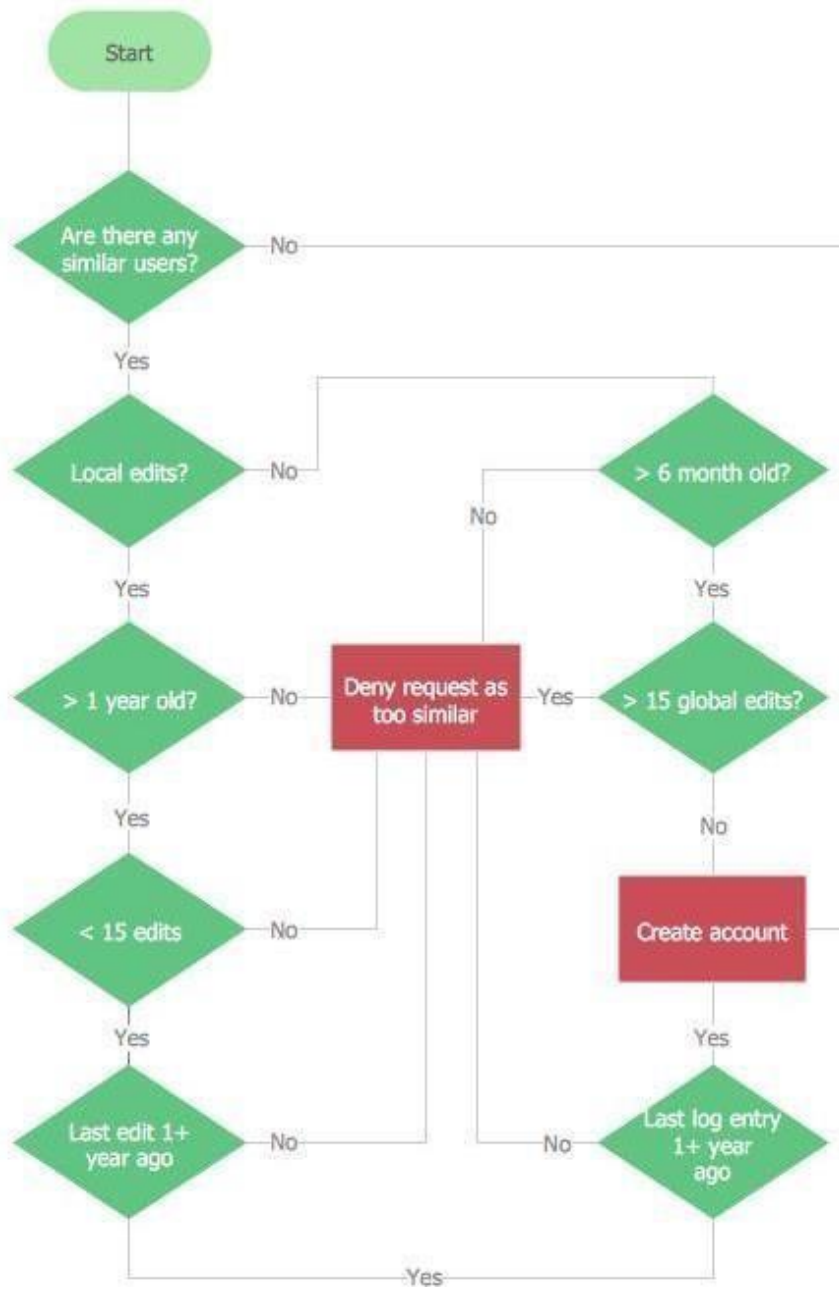 Start
Are there any
similar users?
No
Yes
Local edits?
No
> 6 month old?
No
Yes
Yes
> 1 year old?
No
Deny request as
too similar
Yes
> 15 global edits?
Yes
No
< 15 edits
No
Create account
Yes
Yes
Last edit 1+
year ago
No
No
Last log entry
1+ year
ago
Yes